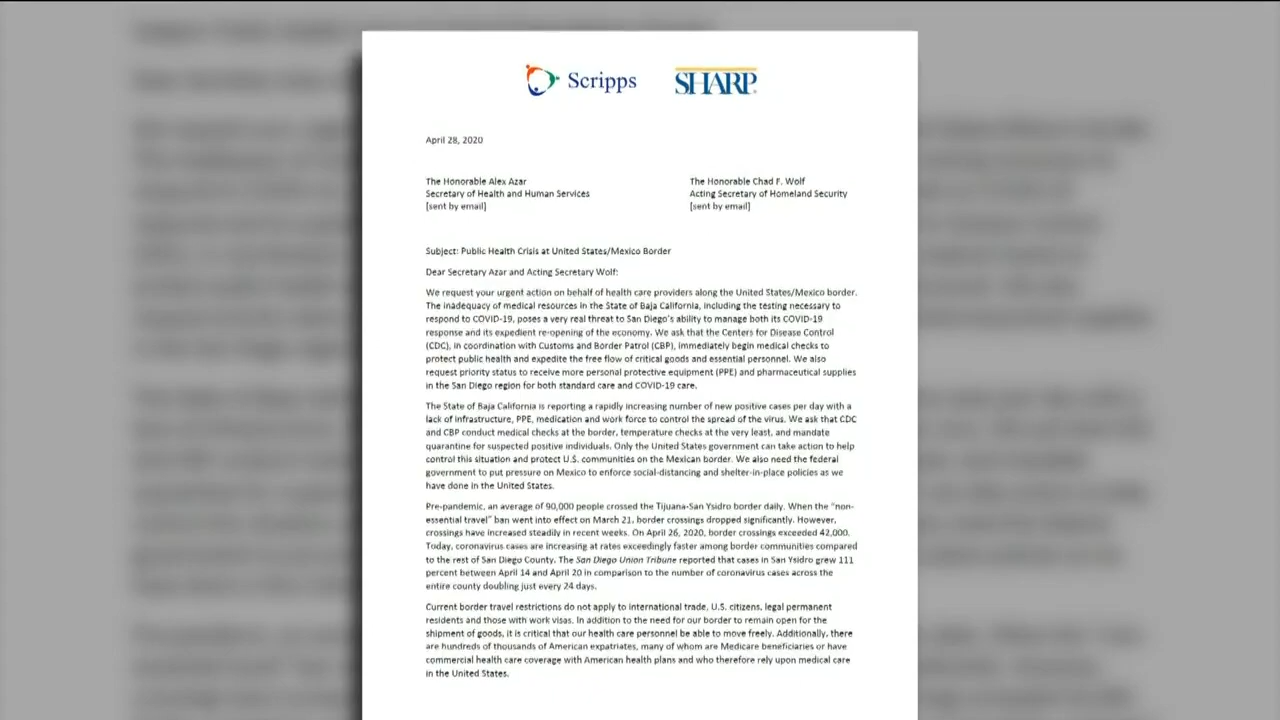 Scripps
SHARP
April 28, 2020
The Honorable Alex Azar
Secretary of Health and Human Services
[sent by email]
The Honorable Chad F. Wolf
Acting Secretary of Homeland Security
[sent by email]
Subject: Public Health Crisis at United States/Mexico Border
Dear Secretary Azar and Acting Secretary Wolf:
We request your urgent action on behalf of health care providers along the United States/Mexico border.
The inadequacy of medical resources in the State of Baja California, including the testing necessary to
respond to COVID-19, poses a very real threat to San Diego's ability to manage both its COVID-19
response and its expedient re-opening of the economy. We ask that the Centers for Disease Control
(CDC), in coordination with Customs and Border Patrol (CBP), immediately begin medical checks to
protect public health and expedite the free flow of critical goods and essential personnel. We also
request priority status to receive more personal protective equipment (PPE) and pharmaceutical supplies
in the San Diego region for both standard care and COVID-19 care.
The State of Baja California is reporting a rapidly increasing number of new positive cases per day with a
lack of infrastructure, PPE, medication and work force to control the spread of the virus. We ask that CDC
and CBP conduct medical checks at the border, temperature checks at the very least, and mandate
quarantine for suspected positive individuals. Only the United States government can take action to help
control this situation and protect U.S. communities on the Mexican border. We also need the federal
government to put pressure on Mexico to enforce social-distancing and shelter-in-place policies as we
have done in the United States.
Pre-pandemic, an average of 90,000 people crossed the Tijuana-San Ysidro border daily. When the "non-
essential travel" ban went into effect on March 21, border crossings dropped significantly. However,
crossings have increased steadily in recent weeks. On April 26, 2020, border crossings exceeded 42,000.
Today, coronavirus cases are increasing at rates exceedingly faster among border communities compared
to the rest of San Diego County. The San Diego Union Tribune reported that cases in San Ysidro grew 111
percent between April 14 and April 20 in comparison to the number of coronavirus cases across the
entire county doubling just every 24 days.
Current border travel restrictions do not apply to international trade, U.S. citizens, legal permanent
residents and those with work visas. In addition to the need for our border to remain open for the
shipment of goods, it is critical that our health care personnel be able to move freely. Additionally, there
are hundreds of thousands of American expatriates, many of whom are Medicare beneficiaries or have
commercial health care coverage with American health plans and who therefore rely upon medical care
in the United States.